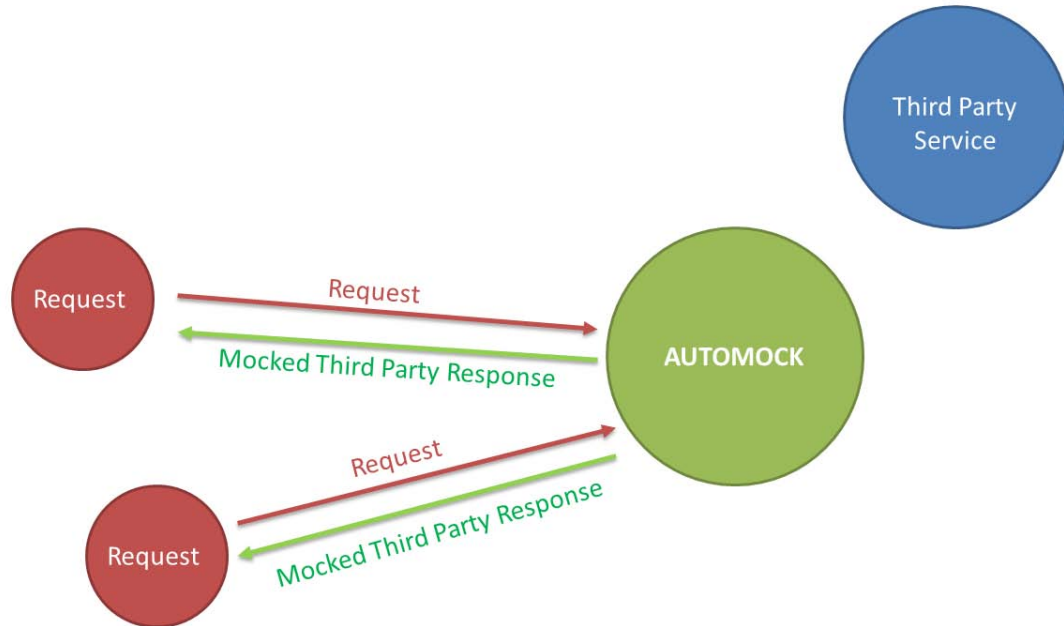 Third Party
Service
Request
Request
Mocked Third Party Response
AUTOMOCK
Request
Mocked Third Party Response
Request